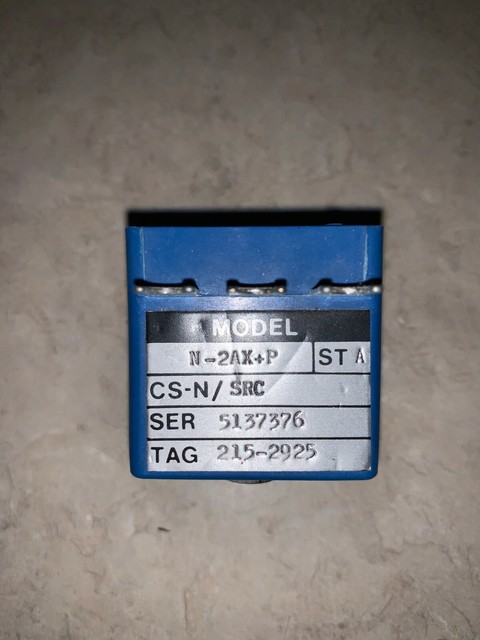 MODEL
N-2AX+P ST A
CS-N/ SRC
SER 5137376
TAG 215-2925